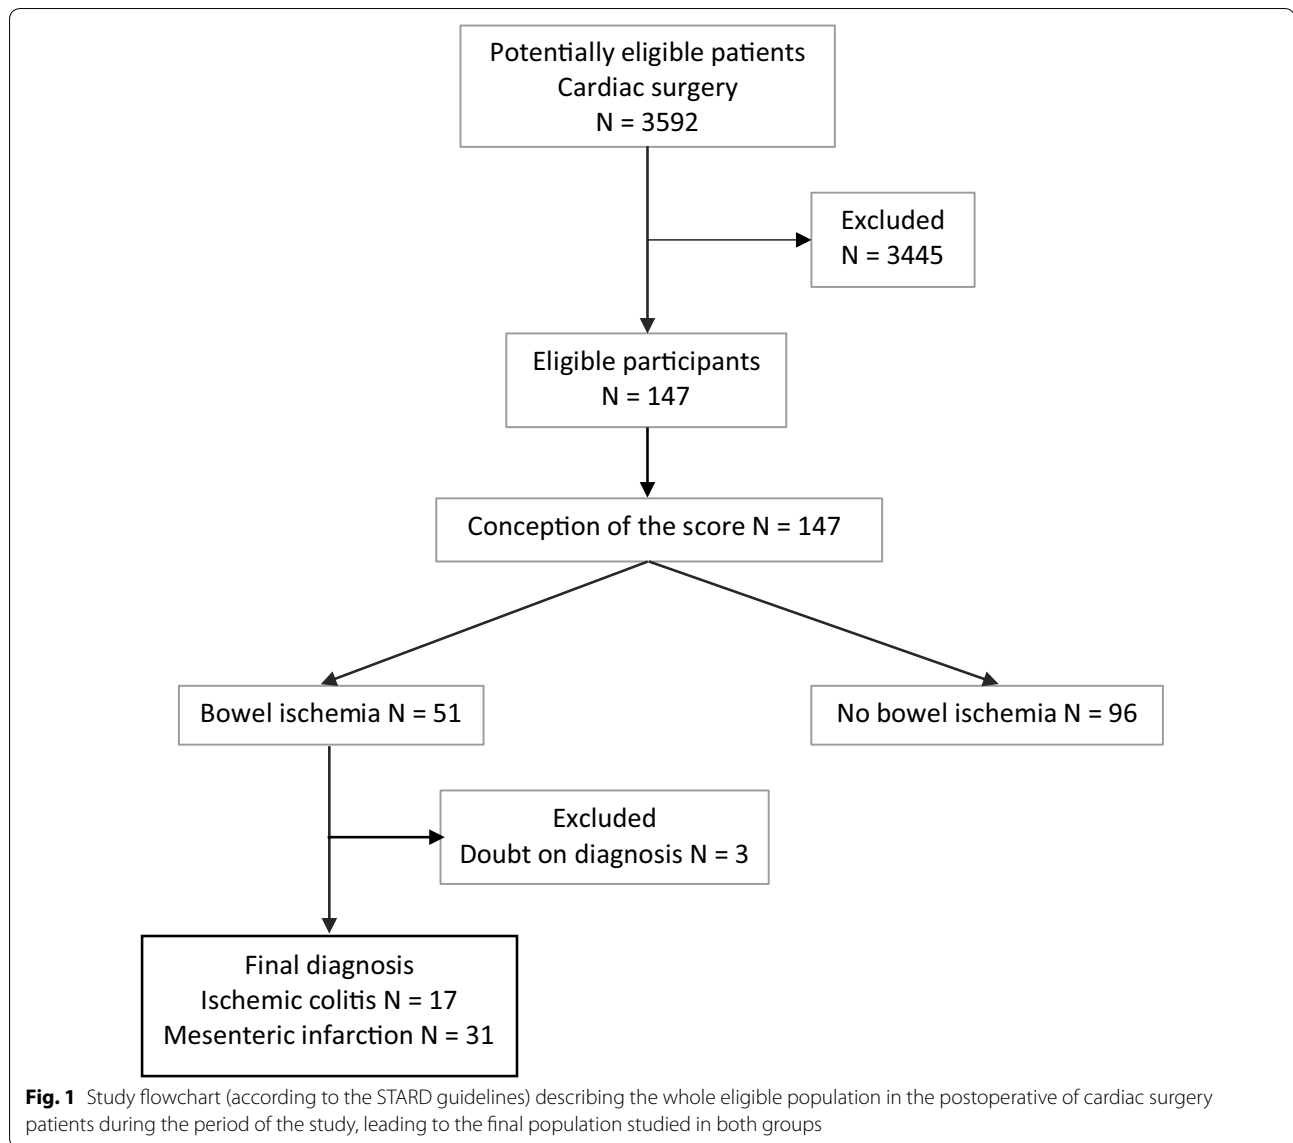 Potentially eligible patients
Cardiac surgery
N = 3592
Excluded
N = 3445
Eligible participants
N = 147
Conception of the score N = 147
Bowel ischemia N = 51
No bowel ischemia N = 96
Excluded
Doubt on diagnosis N = 3
Final diagnosis
Ischemic colitis N = 17
Mesenteric infarction N = 31
Fig. 1 Study flowchart (according to the STARD guidelines) describing the whole eligible population in the postoperative of cardiac surgery
patients during the period of the study, leading to the final population studied in both groups